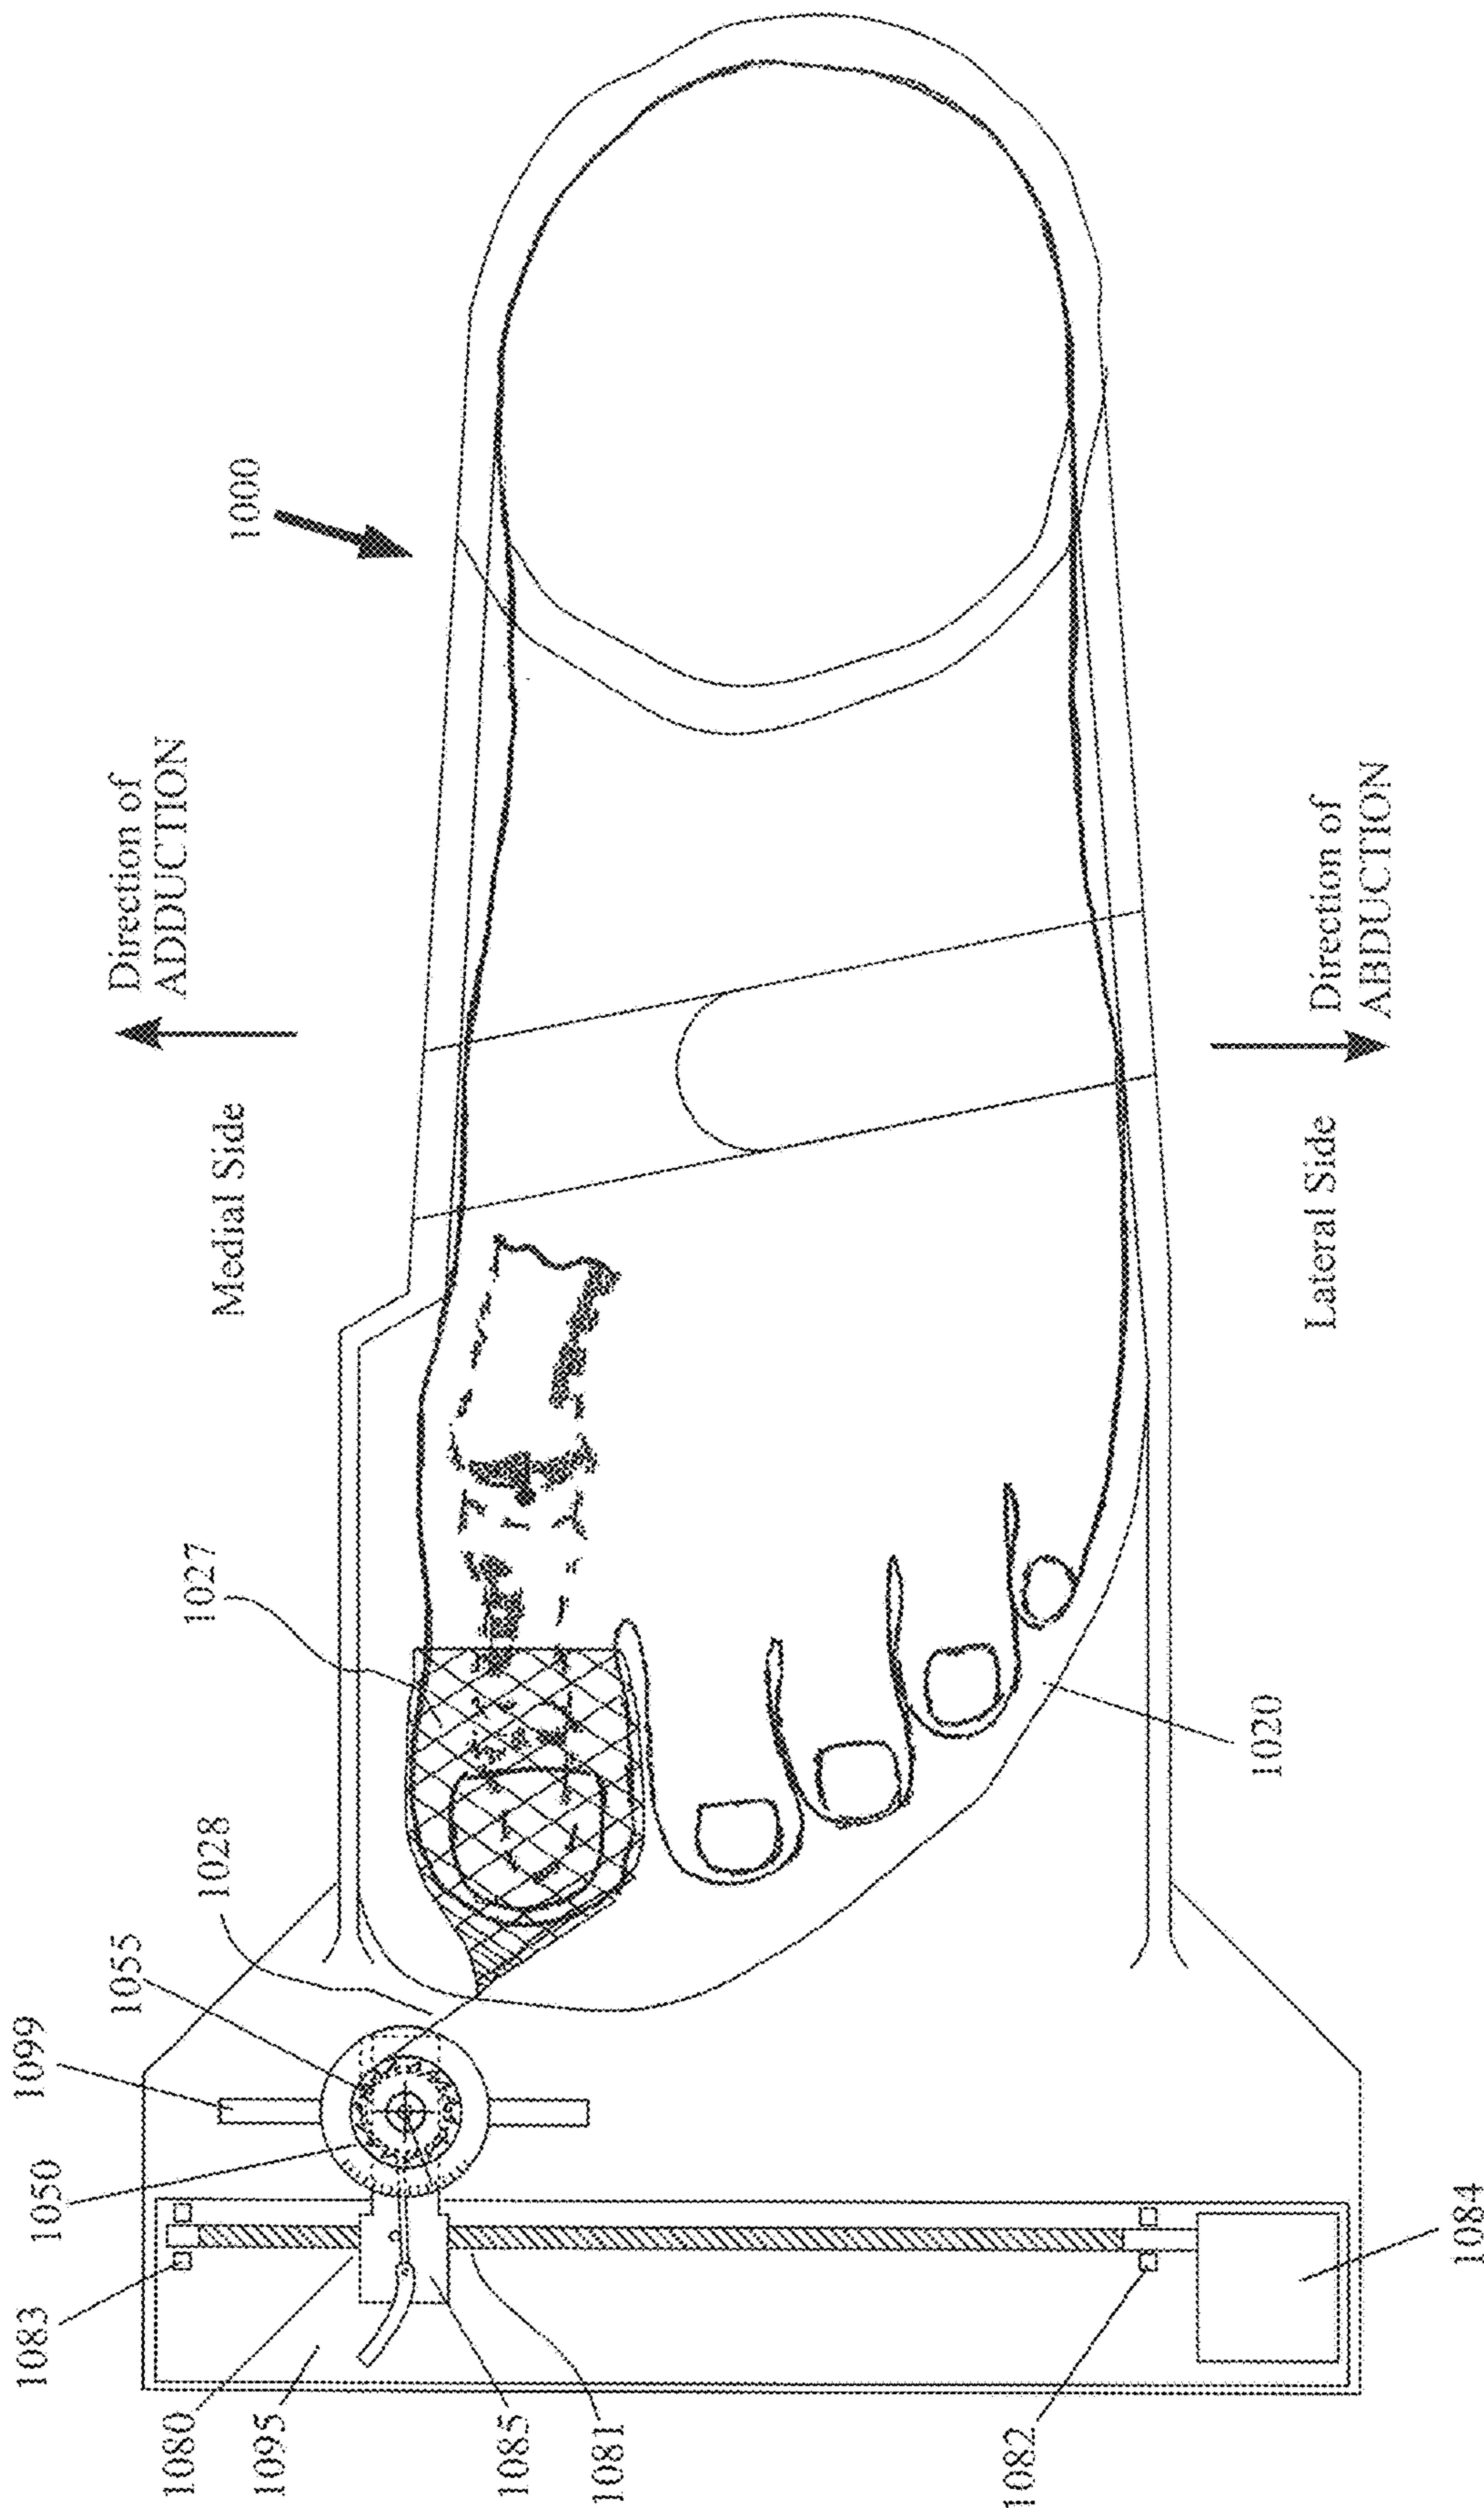 1000
Direction of
ADDUCTION
Medial Side
Direction of
ABDUCTION
Lateral Side
1027
1028
1055
1099
1050
1083
1080
1095
1085
1081
1082
1084
1020